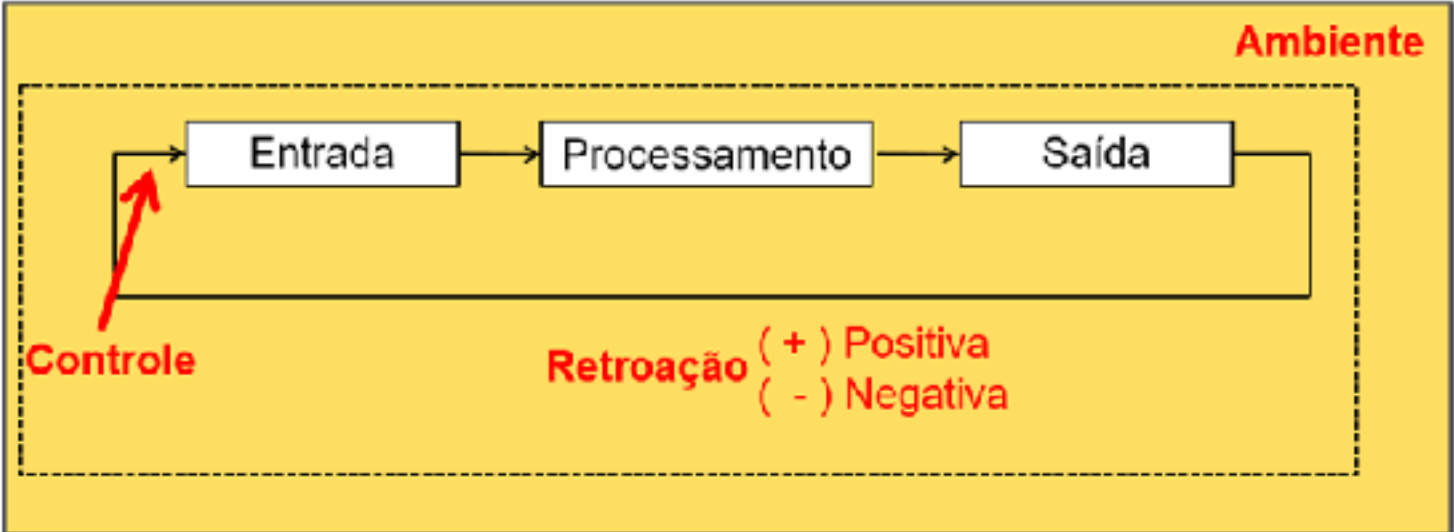 Ambiente
Entrada
Processamento
Saída
Controle
Retroação
( + ) Positiva
( - ) Negativa